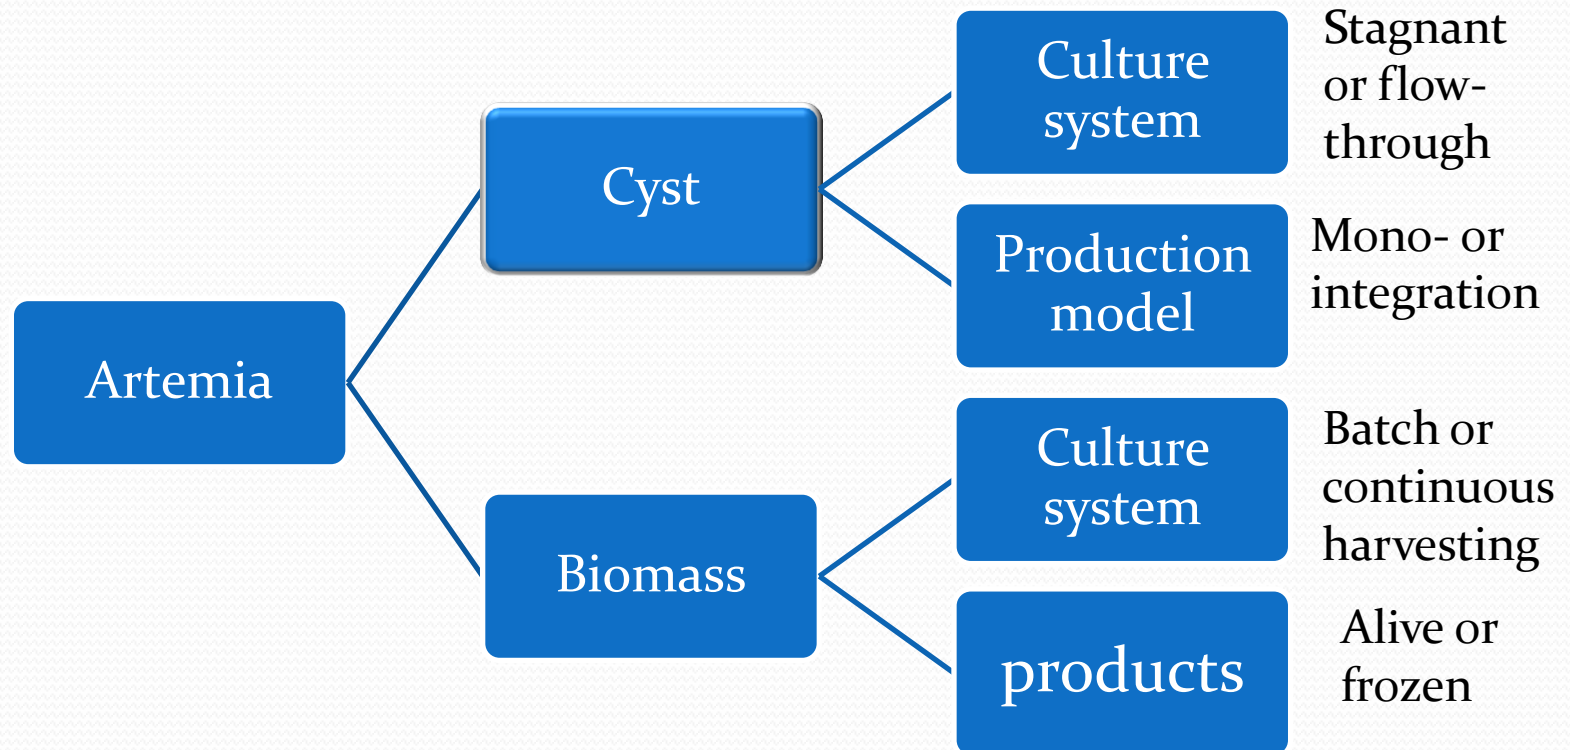 Artemia
Cyst
Culture
system
Stagnant
or flow-
through
Production
model
Mono- or
integration
Biomass
Culture
system
Batch or
continuous
harvesting
products
Alive or
frozen